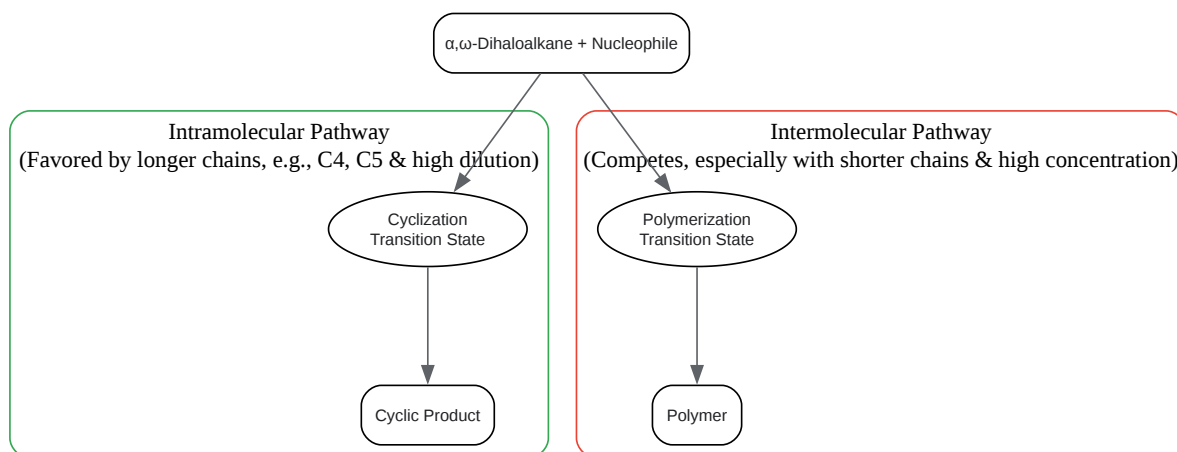 α,ω-Dihaloalkane + Nucleophile
Intramolecular Pathway
(Favored by longer chains, e.g., C4, C5 & high dilution)
Intermolecular Pathway
(Competes, especially with shorter chains & high concentration)
Cyclization
Transition State
Polymerization
Transition State
Cyclic Product
Polymer